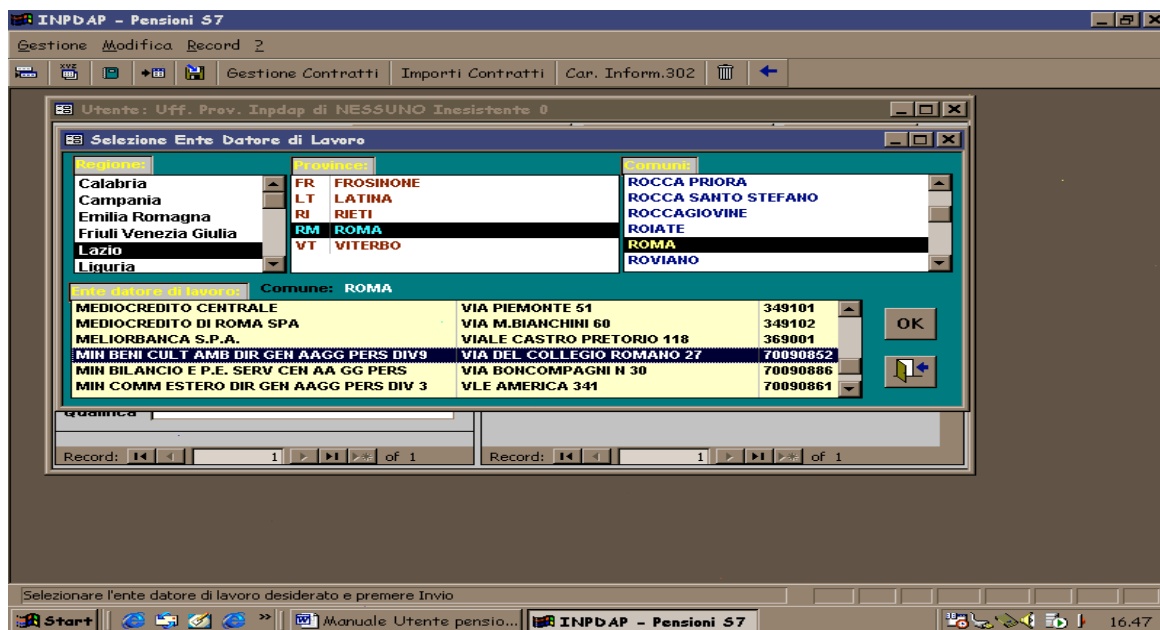 INPDAP - Pensioni S7
Gestione Modifica Record ?
XYZ Gestione Contratti Importi Contratti Car. Inform.302
Utente: Uff. Prov. Inpdap di NESSUNO Inesistente 0
Selezione Ente Datore di Lavoro
Regione: Province: Comuni:
Calabria FR FROSINONE ROCCA PRIORA
Campania LT LATINA ROCCA SANTO STEFANO
Emilia Romagna RI RIETI ROCCAGIOVINE
Friuli Venezia Giulia RM ROMA ROIATE
Lazio VT VITERBO ROMA
Liguria ROVIANO
Ente datore di lavoro: Comune: ROMA
MEDIOCREDITO CENTRALE VIA PIEMONTE 51 349101
MEDIOCREDITO DI ROMA SPA VIA M.BIANCHINI 60 349102
MELIORBANCA S.P.A. VIALE CASTRO PRETORIO 118 369001
MIN BENI CULT AMB DIR GEN AAGG PERS DIV9 VIA DEL COLLEGIO ROMANO 27 70090852
MIN BILANCIO E P.E. SERV CEN AA GG PERS VIA BONCOMPAGNI N 30 70090886
MIN COMM ESTERO DIR GEN AAGG PERS DIV 3 VLE AMERICA 341 70090861
OK
Qualifica
Record: 1 of 1 Record: 1 of 1
Selezionare l'ente datore di lavoro desiderato e premere Invio
Start » Manuale Utente pensio... INPDAP - Pensioni S7 16.47